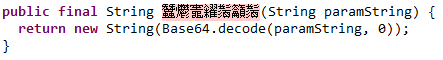 public final String (String paramString) {
return new String(Base64.decode(paramString, 0));
}